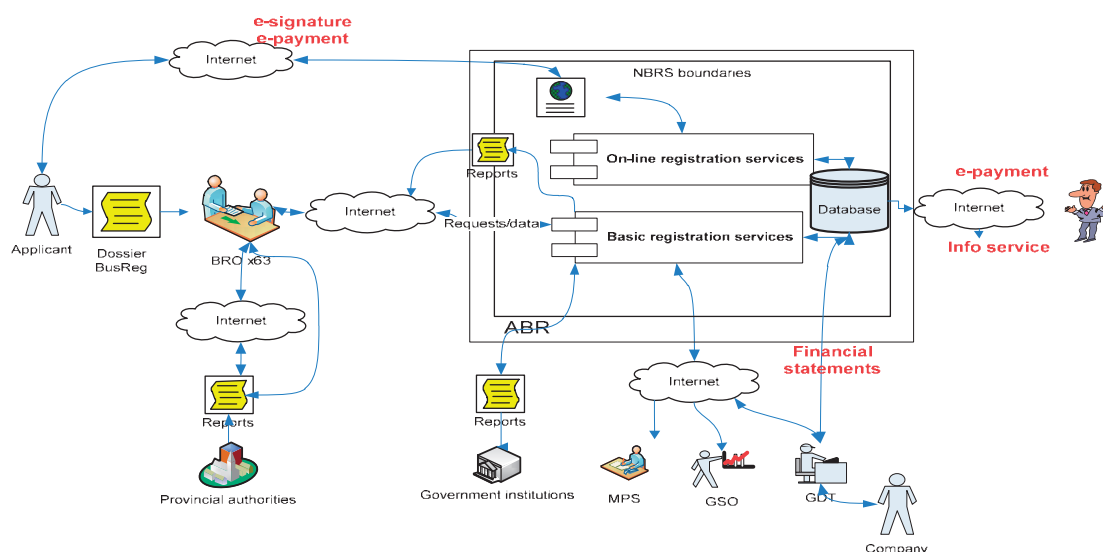 e-signature
e-payment
Internet
NBRS boundaries
On-line registration services
Reports
e-payment
Internet
Database
Internet
Requests/data
Basic registration services
Info service
Applicant
Dossier
BusReg
BRO x63
Internet
ABR
Financial
statements
Internet
Reports
Reports
Provincial authorities
Government institutions
MPS
GSO
GDT
Company